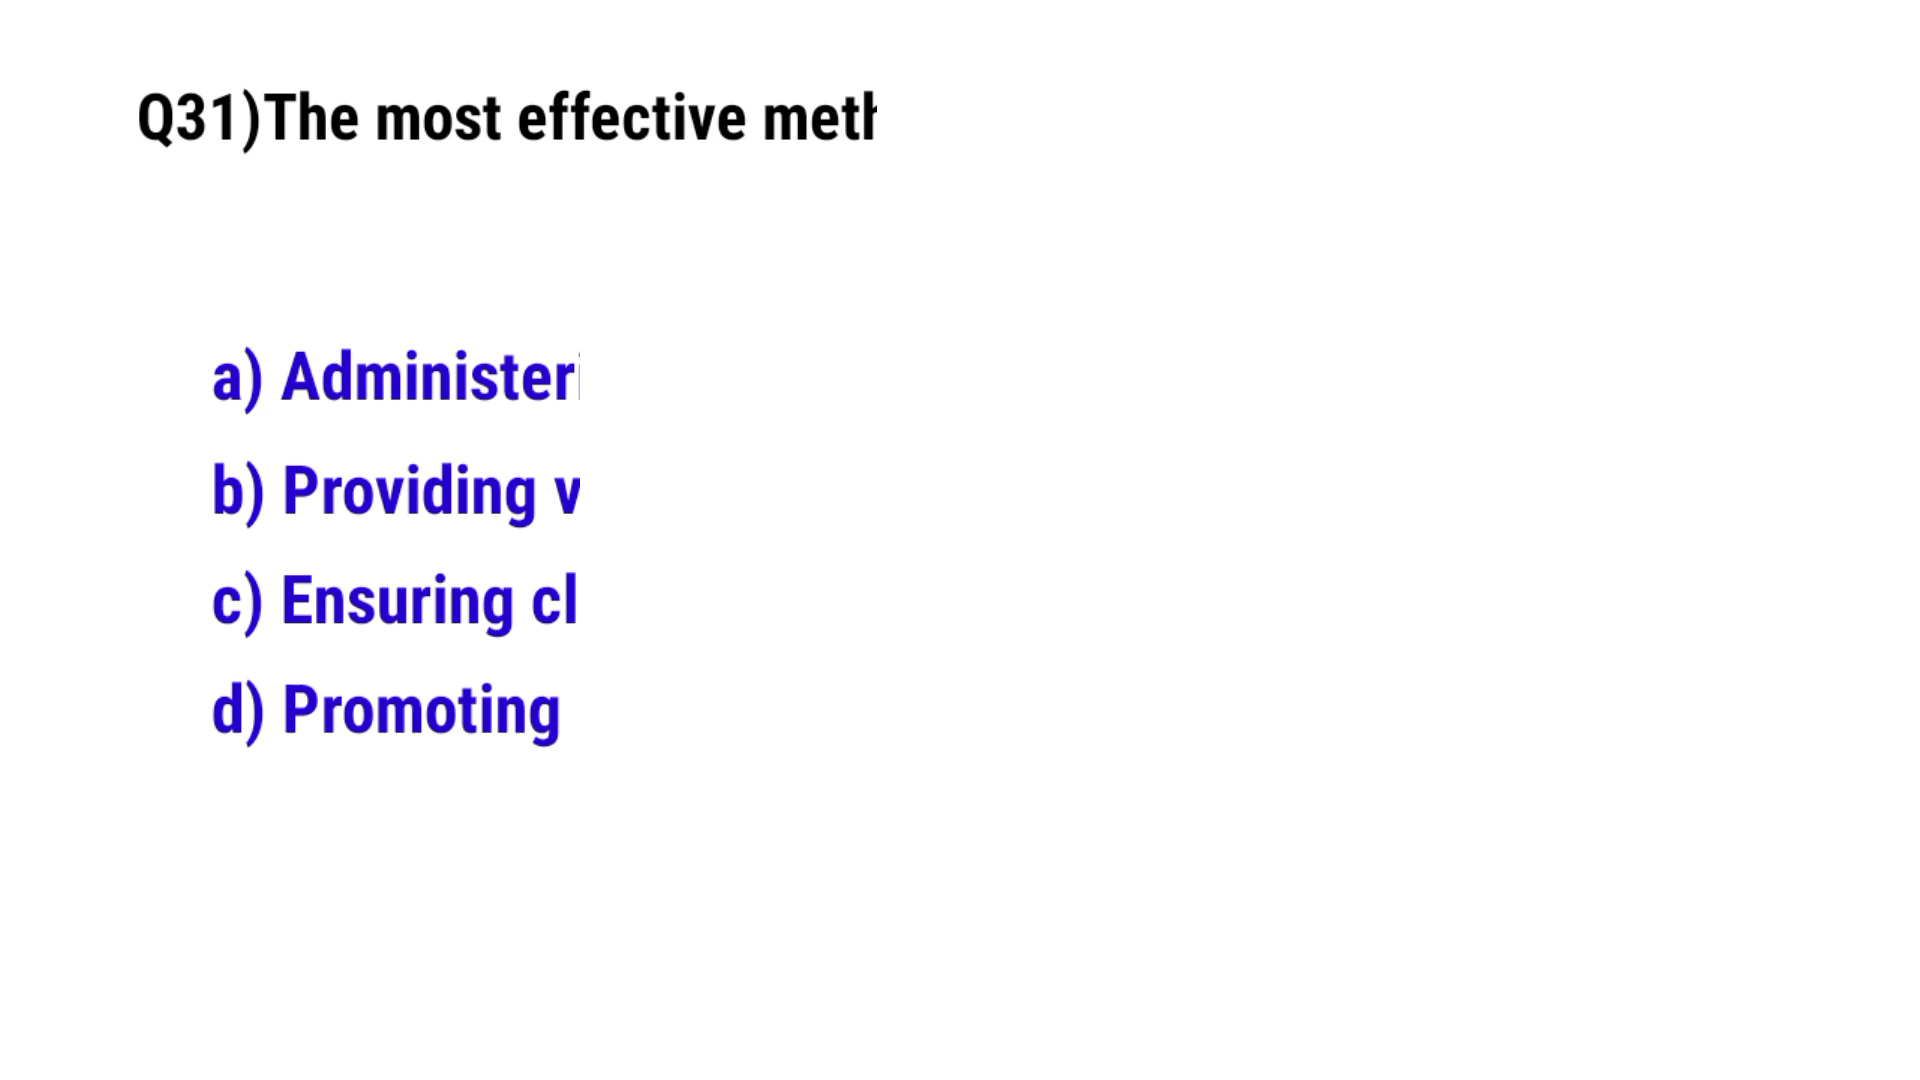 Q31)The most effective
a)
b) Providing
c) Ensuring
d) Promoting